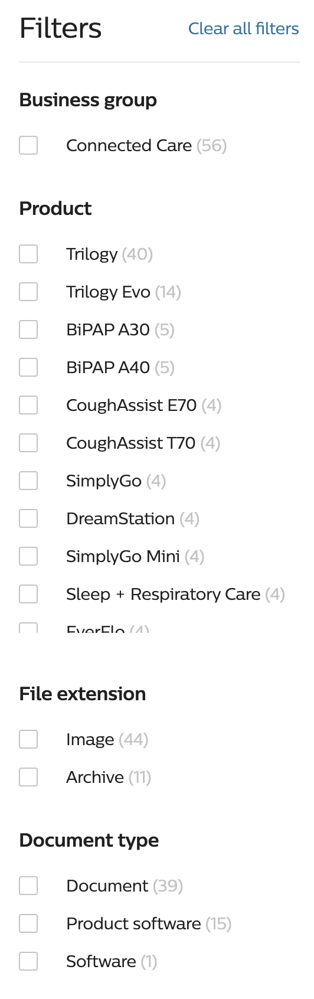 Filters
Clear all filters
Business group
Connected Care (56)
Product
Trilogy (40)
Trilogy Evo (14)
BiPAP A30 (5)
BiPAP A40 (5)
CoughAssist E70 (4)
CoughAssist T70 (4)
SimplyGo (4)
DreamStation (4)
SimplyGo Mini (4)
Sleep + Respiratory Care (4)
EverFlo (4)
File extension
Image (44)
Archive (11)
Document type
Document (39)
Product software (15)
Software (1)